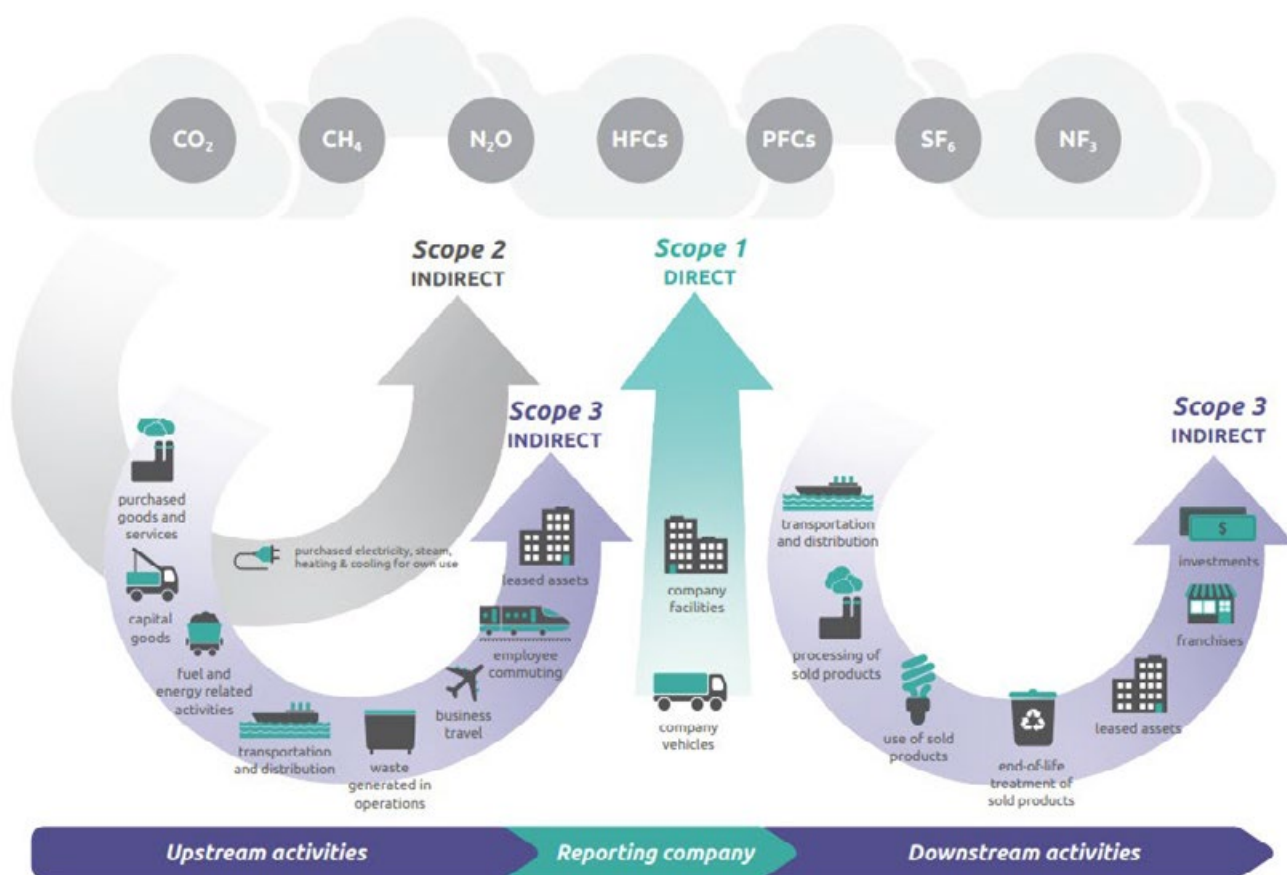 CO₂
CH₄
N₂O
HFCs
PFCs
SF₆
NF₃
Scope 2
INDIRECT
Scope 1
DIRECT
Scope 3
INDIRECT
Scope 3
INDIRECT
purchased
goods and
services
capital
goods
fuel and
energy related
activities
transportation
and distribution
waste
generated in
operations
business
travel
employee
commuting
leased assets
purchased electricity, steam,
heating & cooling for own use
company
facilities
company
vehicles
transportation
and distribution
processing of
sold products
use of sold
products
end-of-life
treatment of
sold products
leased assets
franchises
$
investments
Upstream activities
Reporting company
Downstream activities